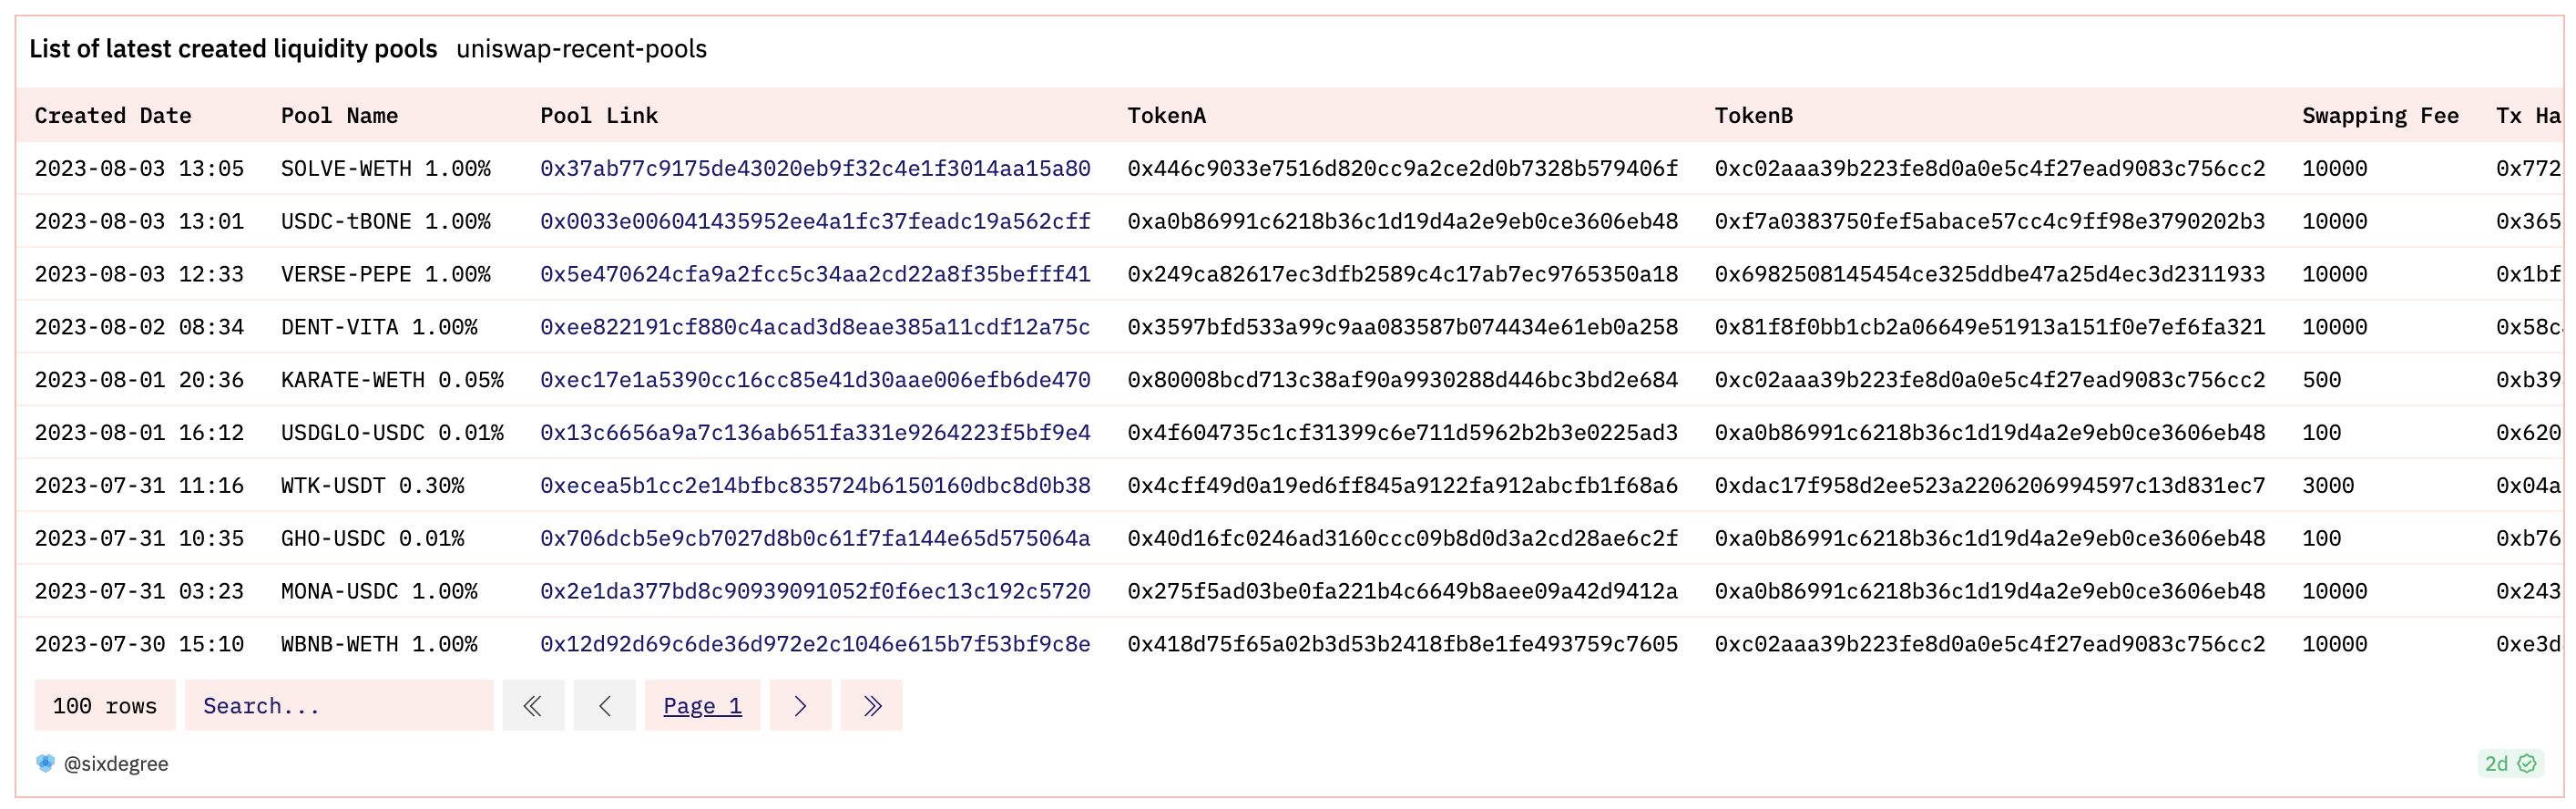 List of latest created liquidity pools uniswap-recent-pools
Created Date Pool Name Pool Link TokenA TokenB Swapping Fee Tx Ha
2023-08-03 13:05 SOLVE-WETH 1.00% 0x37ab77c9175de43020eb9f32c4e1f3014aa15a80 0x446c9033e7516d820cc9a2ce2d0b7328b579406f 0xc02aaa39b223fe8d0a0e5c4f27ead9083c756cc2 10000 0x772
2023-08-03 13:01 USDC-tBONE 1.00% 0x0033e006041435952ee4a1fc37feadc19a562cff 0xa0b86991c6218b36c1d19d4a2e9eb0ce3606eb48 0xf7a0383750fef5abace57cc4c9ff98e3790202b3 10000 0x365
2023-08-03 12:33 VERSE-PEPE 1.00% 0x5e470624cfa9a2fcc5c34aa2cd22a8f35befff41 0x249ca82617ec3dfb2589c4c17ab7ec9765350a18 0x6982508145454ce325ddbe47a25d4ec3d2311933 10000 0x1bf
2023-08-02 08:34 DENT-VITA 1.00% 0xee822191cf880c4acad3d8eae385a11cdf12a75c 0x3597bfd533a99c9aa083587b074434e61eb0a258 0x81f8f0bb1cb2a06649e51913a151f0e7ef6fa321 10000 0x58c
2023-08-01 20:36 KARATE-WETH 0.05% 0xec17e1a5390cc16cc85e41d30aae006efb6de470 0x80008bcd713c38af90a9930288d446bc3bd2e684 0xc02aaa39b223fe8d0a0e5c4f27ead9083c756cc2 500 0xb39
2023-08-01 16:12 USDGLO-USDC 0.01% 0x13c6656a9a7c136ab651fa331e9264223f5bf9e4 0x4f604735c1cf31399c6e711d5962b2b3e0225ad3 0xa0b86991c6218b36c1d19d4a2e9eb0ce3606eb48 100 0x620
2023-07-31 11:16 WTK-USDT 0.30% 0xecea5b1cc2e14bfbc835724b6150160dbc8d0b38 0x4cff49d0a19ed6ff845a9122fa912abcfb1f68a6 0xdac17f958d2ee523a2206206994597c13d831ec7 3000 0x04a
2023-07-31 10:35 GHO-USDC 0.01% 0x706dcb5e9cb7027d8b0c61f7fa144e65d575064a 0x40d16fc0246ad3160ccc09b8d0d3a2cd28ae6c2f 0xa0b86991c6218b36c1d19d4a2e9eb0ce3606eb48 100 0xb76
2023-07-31 03:23 MONA-USDC 1.00% 0x2e1da377bd8c90939091052f0f6ec13c192c5720 0x275f5ad03be0fa221b4c6649b8aee09a42d9412a 0xa0b86991c6218b36c1d19d4a2e9eb0ce3606eb48 10000 0x243
2023-07-30 15:10 WBNB-WETH 1.00% 0x12d92d69c6de36d972e2c1046e615b7f53bf9c8e 0x418d75f65a02b3d53b2418fb8e1fe493759c7605 0xc02aaa39b223fe8d0a0e5c4f27ead9083c756cc2 10000 0xe3d
100 rows Search... Page 1
@sixdegree 2d